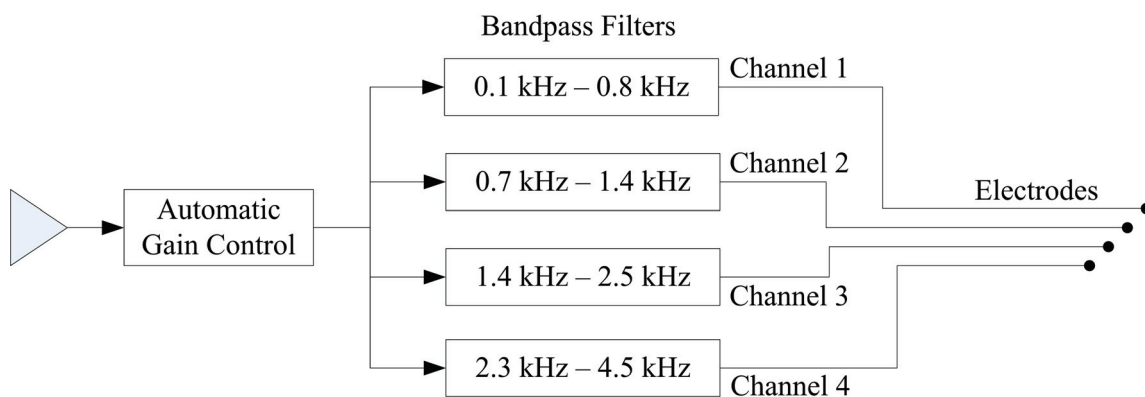 Bandpass Filters
0.1 kHz – 0.8 kHz
Channel 1
0.7 kHz – 1.4 kHz
Channel 2
Electrodes
Automatic
Gain Control
1.4 kHz – 2.5 kHz
Channel 3
2.3 kHz – 4.5 kHz
Channel 4